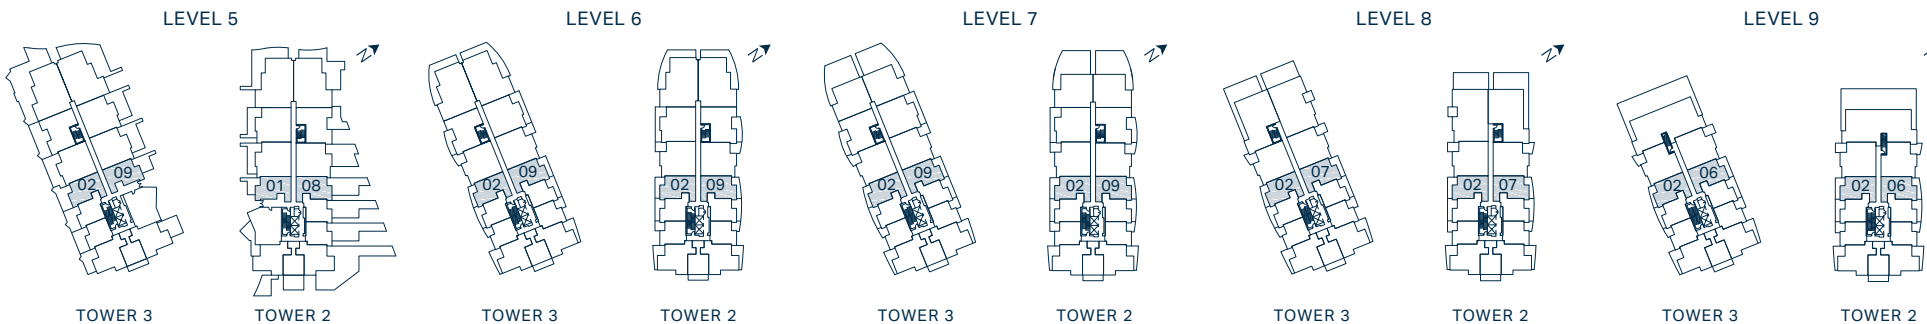 LEVEL 5
LEVEL 6
LEVEL 7
LEVEL 8
LEVEL 9
N
N
N
N
02 09
01 08
02 09
02 09
02 09
02 09
02 07
02 07
02 06
02 06
TOWER 3
TOWER 2
TOWER 3
TOWER 2
TOWER 3
TOWER 2
TOWER 3
TOWER 2
TOWER 3
TOWER 2